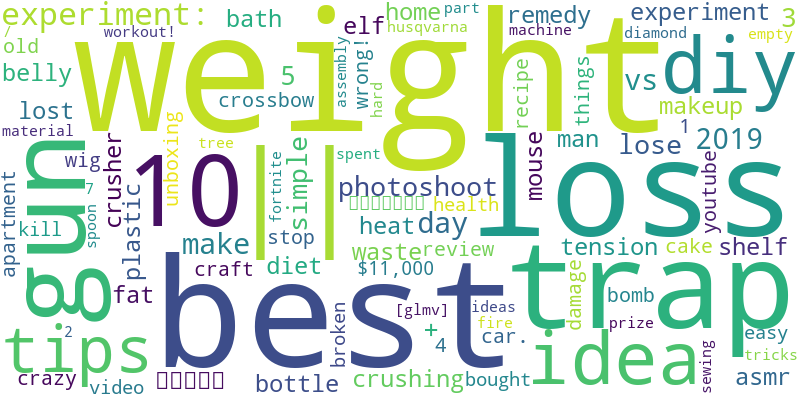 experiment:
bath
elf
home
part
remedy
experiment
3
/
workout!
husqvarna
machine
diamond
empty
old
belly
weight
5
crossbow
assembly
wrong!
hard
recipe
things
vs
diy
makeup
lost
material
unboxing
1
2019
gun
wig
crusher
10
||
tree
simple
fortnite
spent
man
lose
mouse
loss
youtube
apartment
7
spoon
plastic
photoshoot
health
kill
make
stop
heat
day
waste
review
tension
cake
shelf
fat
craft
diet
$11,000
best
trap
damage
bomb
[glmv]
ideas
fire
prize
tips
2
broken
+
4
car.
idea
easy
tricks
crazy
video
bottle
crushing
bought
sewing
asmr